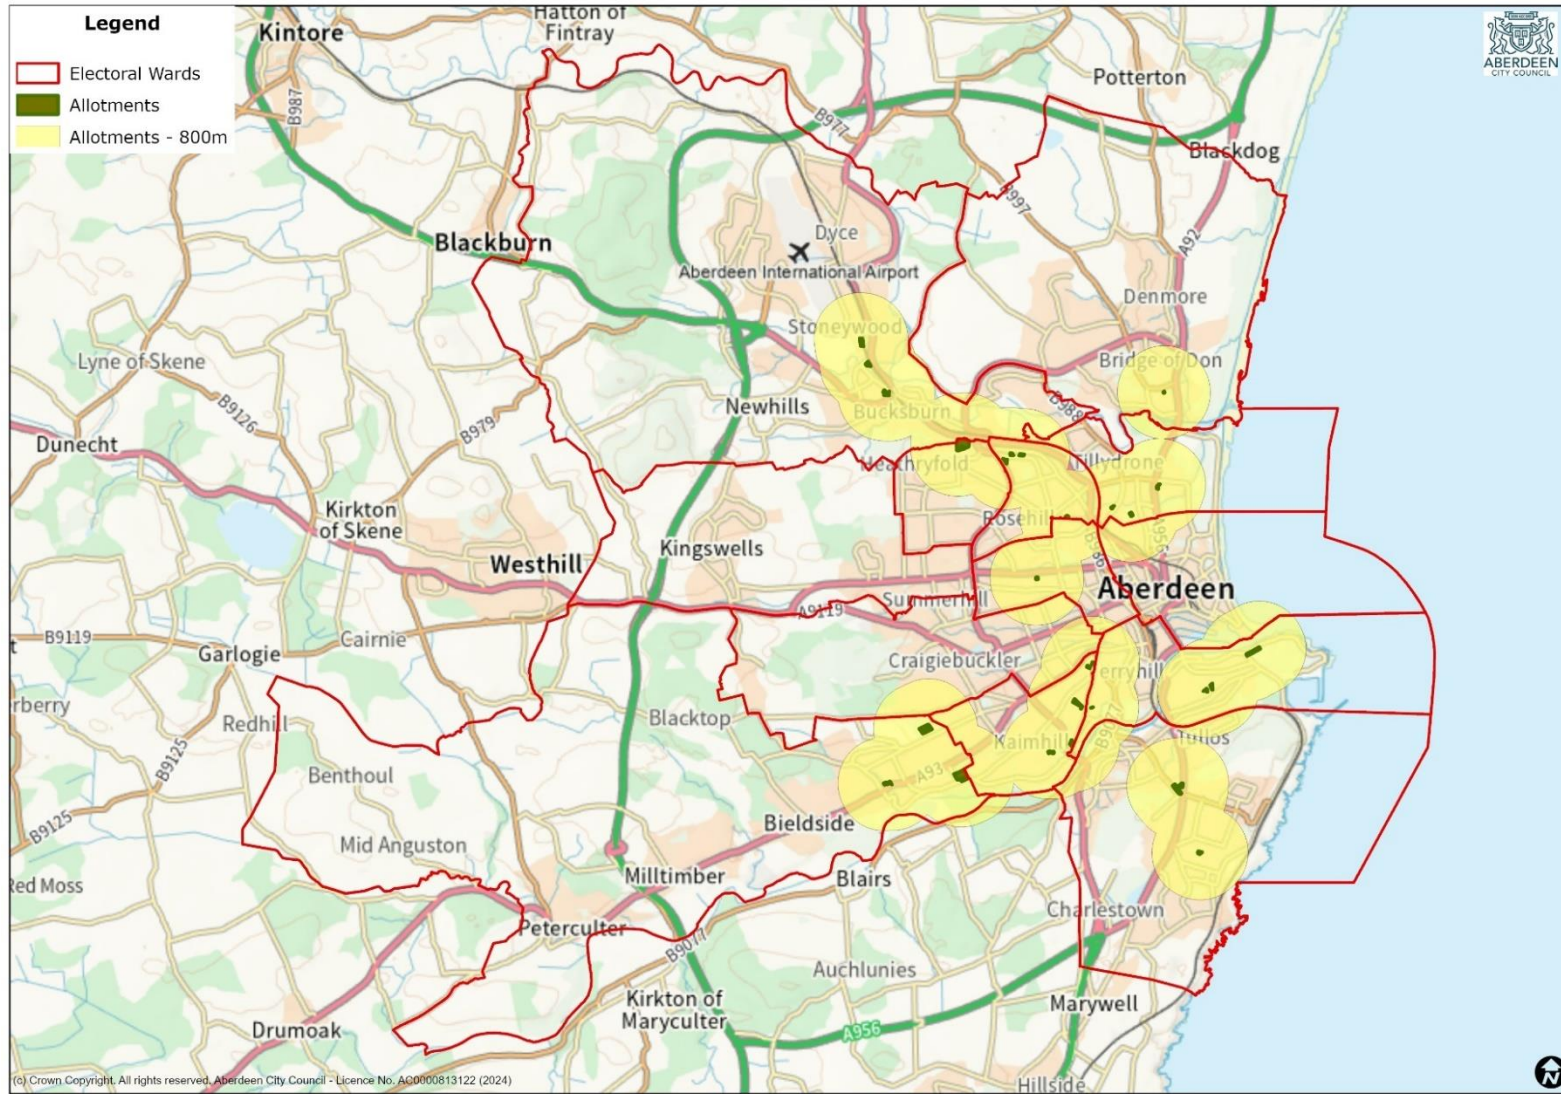 Legend
Electoral Wards
Allotments
Allotments - 800m
ABERDEEN
CITY COUNCIL
Hatton of
Fintray
Kintore
B987
Potterton
B977
Blackdog
B997
A92
Dyce
Blackburn
Aberdeen International Airport
Denmore
Stoneywood
Lyne of Skene
Bridge of Don
B9126
Newhills
Bucksburn
B988
B979
Dunecht
Heathryfold
Tillydrone
Kirkton
of Skene
Kingswells
Westhill
A956
Aberdeen
Summerhill
A9119
B9119
Cairnie
Garlogie
Craigiebuckler
Redhill
Blacktop
Kaimhill
B9125
Benthoul
A93
Bieldside
B9125
Mid Anguston
Red Moss
Milltimber
Blairs
Charlestown
Peterculter
B9077
Auchlunies
Kirkton of
Maryculter
Marywell
Drumoak
A956
(c) Crown Copyright. All rights reserved. Aberdeen City Council - Licence No. AC0000813122 (2024)
Hillside
N